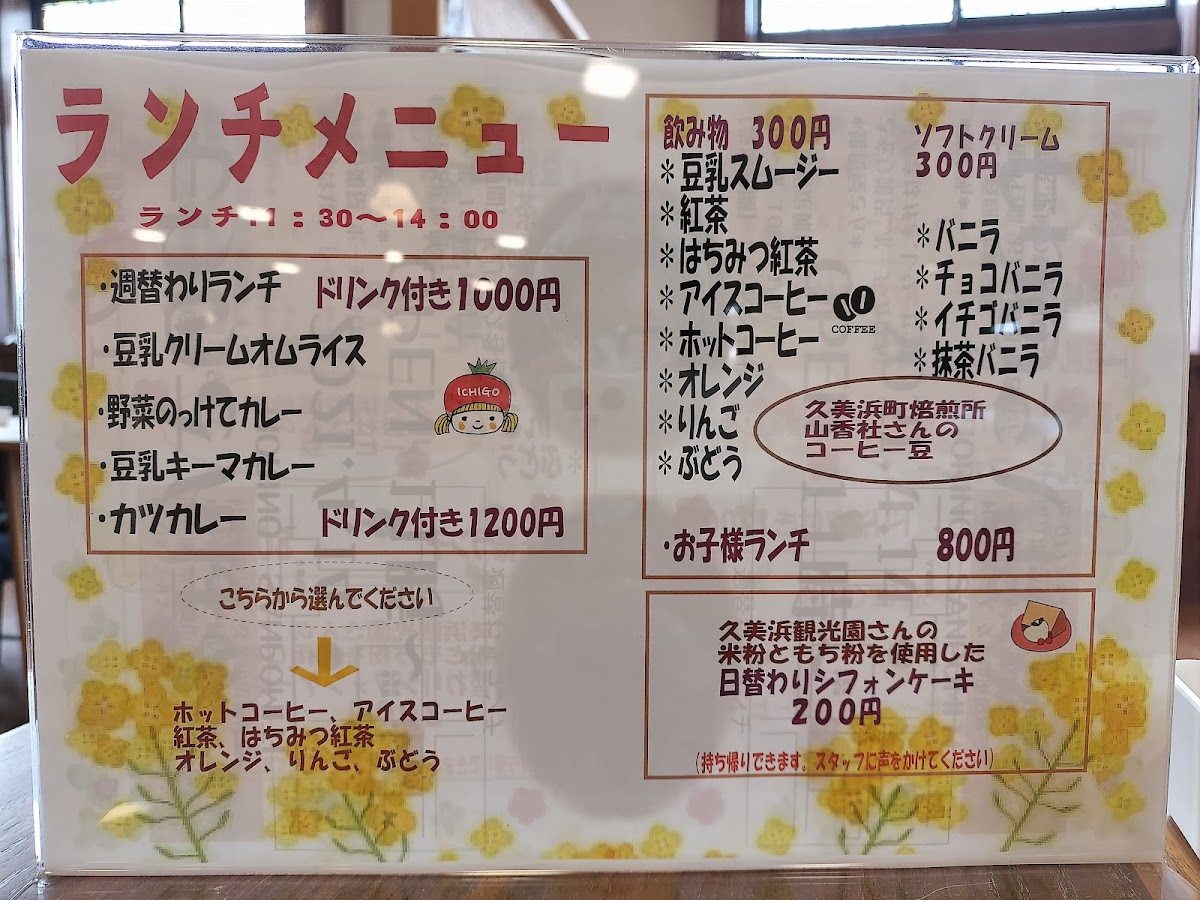 ランチメニュー
ランチ11：30～14：00
・週替わりランチ ドリンク付き1000円
・豆乳クリームオムライス
・野菜のっけてカレー
・豆乳キーマカレー
・カツカレー ドリンク付き1200円
ICHIGO
こちらから選んでください
ホットコーヒー、アイスコーヒー
紅茶、はちみつ紅茶
オレンジ、りんご、ぶどう
飲み物 300円
＊豆乳スムージー
＊紅茶
＊はちみつ紅茶
＊アイスコーヒー
＊ホットコーヒー
＊オレンジ
＊りんご
＊ぶどう
COFFEE
ソフトクリーム
300円
＊バニラ
＊チョコバニラ
＊イチゴバニラ
＊抹茶バニラ
久美浜町焙煎所
山香社さんの
コーヒー豆
・お子様ランチ 800円
久美浜観光園さんの
米粉ともち粉を使用した
日替わりシフォンケーキ
200円
（持ち帰りできます。スタッフに声をかけてください）